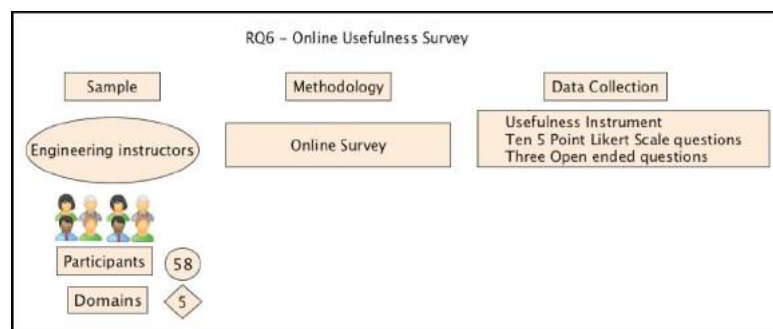 RQ6 – Online Usefulness Survey
Sample
Methodology
Data Collection
Engineering instructors
Online Survey
Usefulness Instrument
Ten 5 Point Likert Scale questions
Three Open ended questions
Participants
58
Domains
5